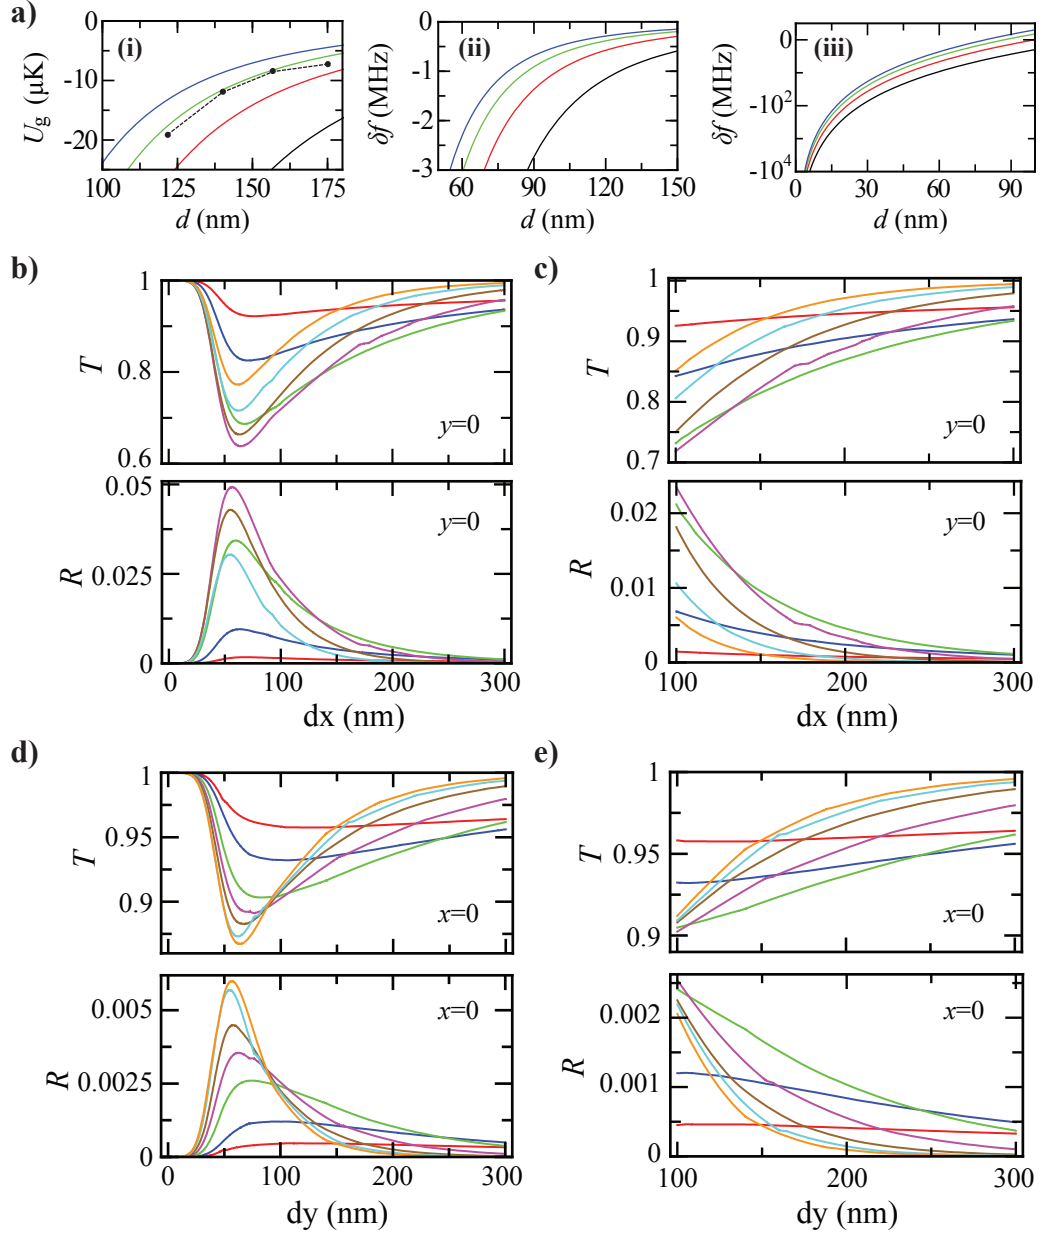 a)
0
-10
-20
U_g (μK)
(i)
100
125
150
175
d (nm)
0
-1
-2
-3
δf (MHz)
(ii)
60
90
120
150
d (nm)
0
-10²
-10⁴
δf (MHz)
(iii)
0
30
60
90
d (nm)
b)
1
0.8
0.6
T
y=0
0.05
0.025
0
R
y=0
0
100
200
300
dx (nm)
c)
1
0.9
0.8
0.7
T
y=0
0.02
0.01
0
R
y=0
100
200
300
dx (nm)
d)
1
0.95
0.9
T
x=0
0.005
0.0025
0
R
x=0
0
100
200
300
dy (nm)
e)
1
0.95
0.9
T
x=0
0.002
0.001
0
R
x=0
100
200
300
dy (nm)